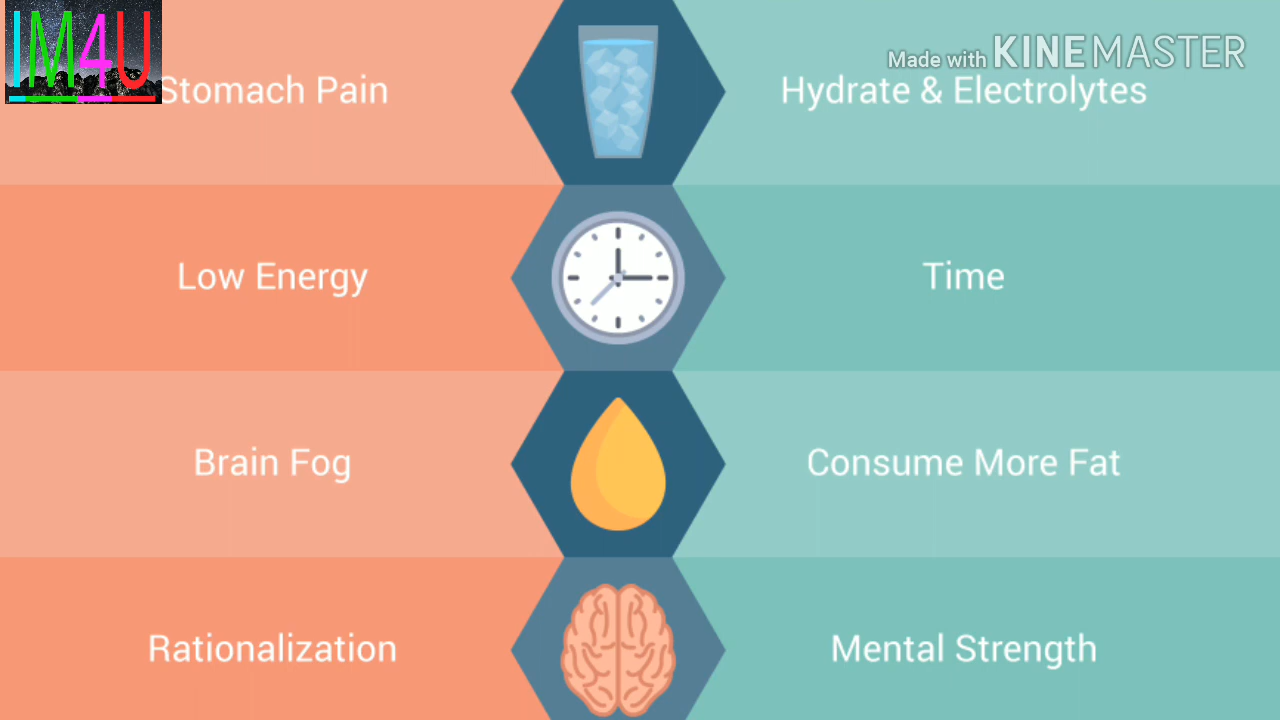 IM4U
Made with KINEMASTER
Stomach Pain
Hydrate & Electrolytes
Low Energy
Time
Brain Fog
Consume More Fat
Rationalization
Mental Strength